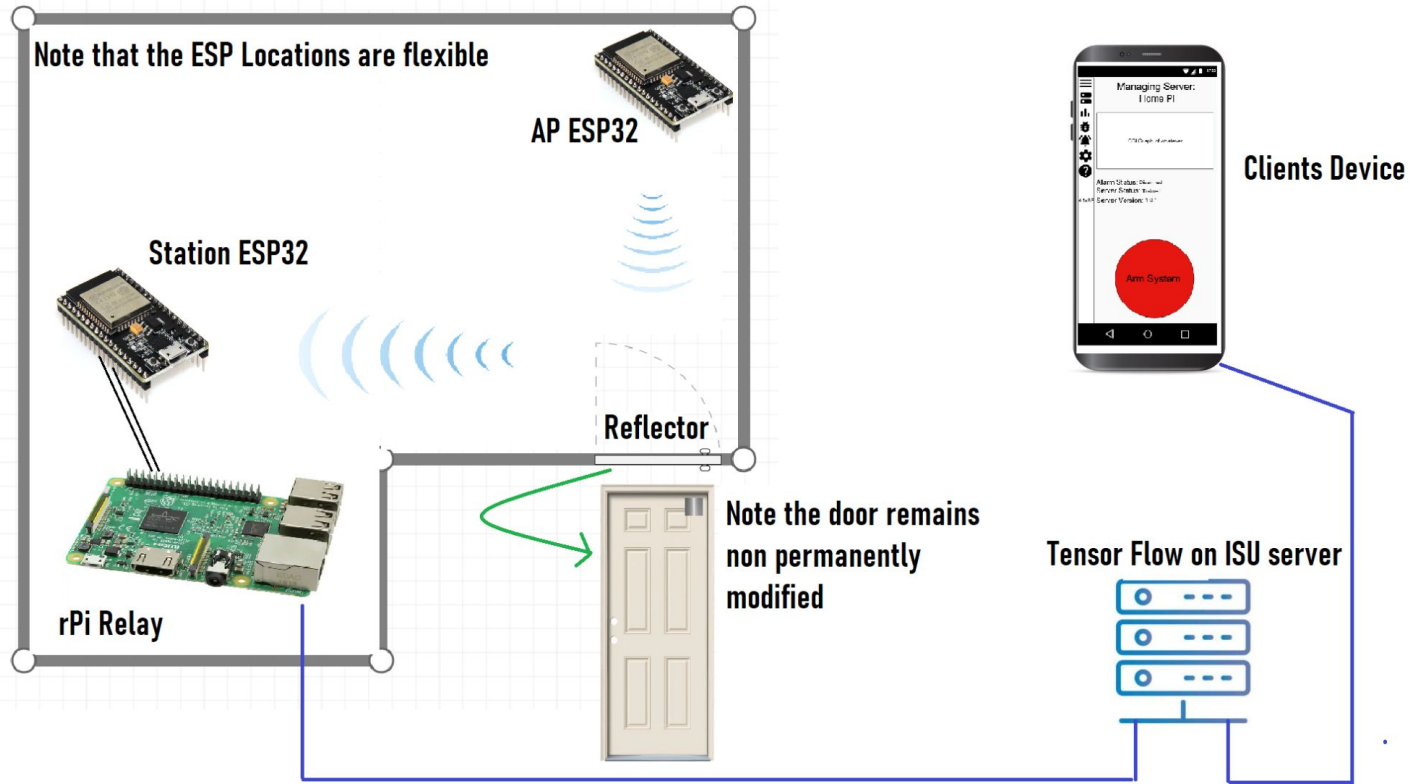 Note that the ESP Locations are flexible
AP ESP32
Station ESP32
Reflector
Note the door remains
non permanently
modified
rPi Relay
Managing Server:
Home Pi
Alarm Status:
Server Status:
Server Version:
Arm System
Clients Device
Tensor Flow on ISU server